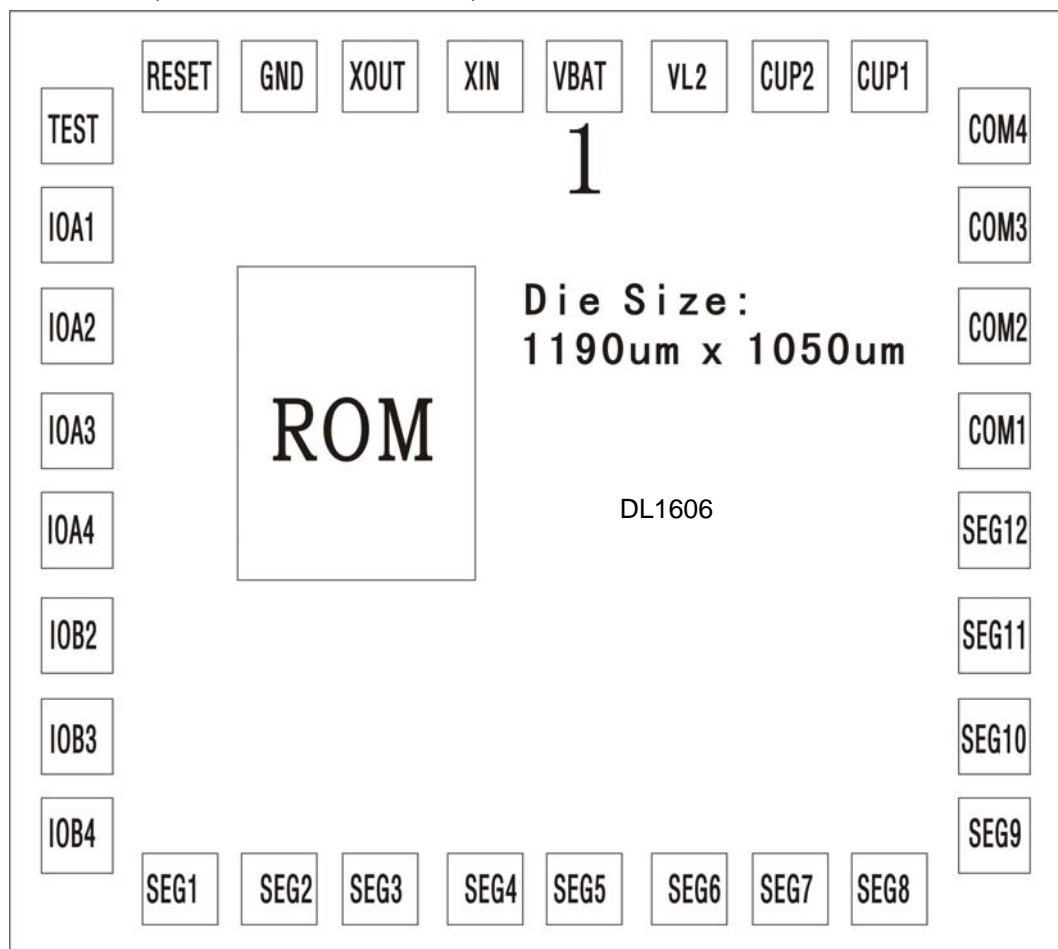 RESET GND XOUT XIN VBAT VL2 CUP2 CUP1
TEST COM4
1
IOA1 COM3
Die Size:
IOA2 COM2
1190um x 1050um
IOA3 ROM COM1
DL1606
IOA4 SEG12
IOB2 SEG11
IOB3 SEG10
IOB4 SEG9
SEG1 SEG2 SEG3 SEG4 SEG5 SEG6 SEG7 SEG8